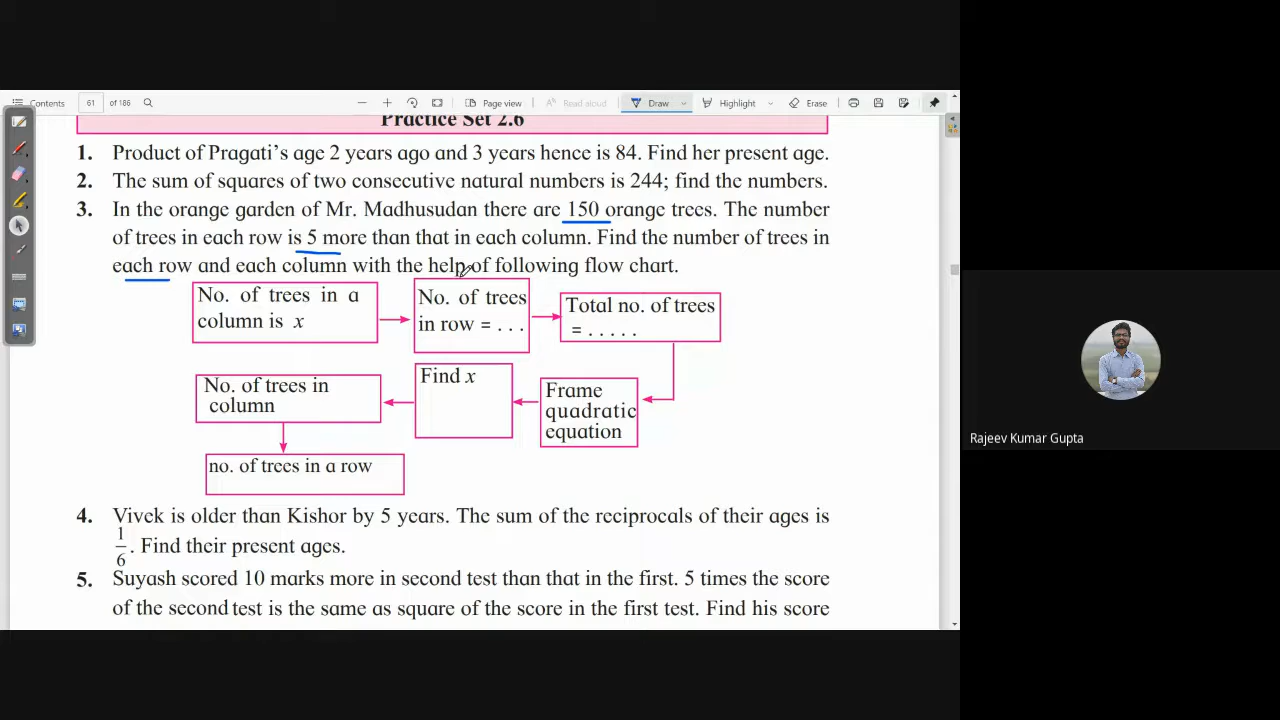 Contents 61 of 186 Page view Read aloud Draw Highlight Erase
Practice Set 2.6
1. Product of Pragati's age 2 years ago and 3 years hence is 84. Find her present age.
2. The sum of squares of two consecutive natural numbers is 244; find the numbers.
3. In the orange garden of Mr. Madhusudan there are 150 orange trees. The number
of trees in each row is 5 more than that in each column. Find the number of trees in
each row and each column with the help of following flow chart.
No. of trees in a
column is x
No. of trees
in row = . . .
Total no. of trees
= . . . . .
Frame
quadratic
equation
Find x
No. of trees in
column
no. of trees in a row
4. Vivek is older than Kishor by 5 years. The sum of the reciprocals of their ages is
1/6. Find their present ages.
5. Suyash scored 10 marks more in second test than that in the first. 5 times the score
of the second test is the same as square of the score in the first test. Find his score
Rajeev Kumar Gupta